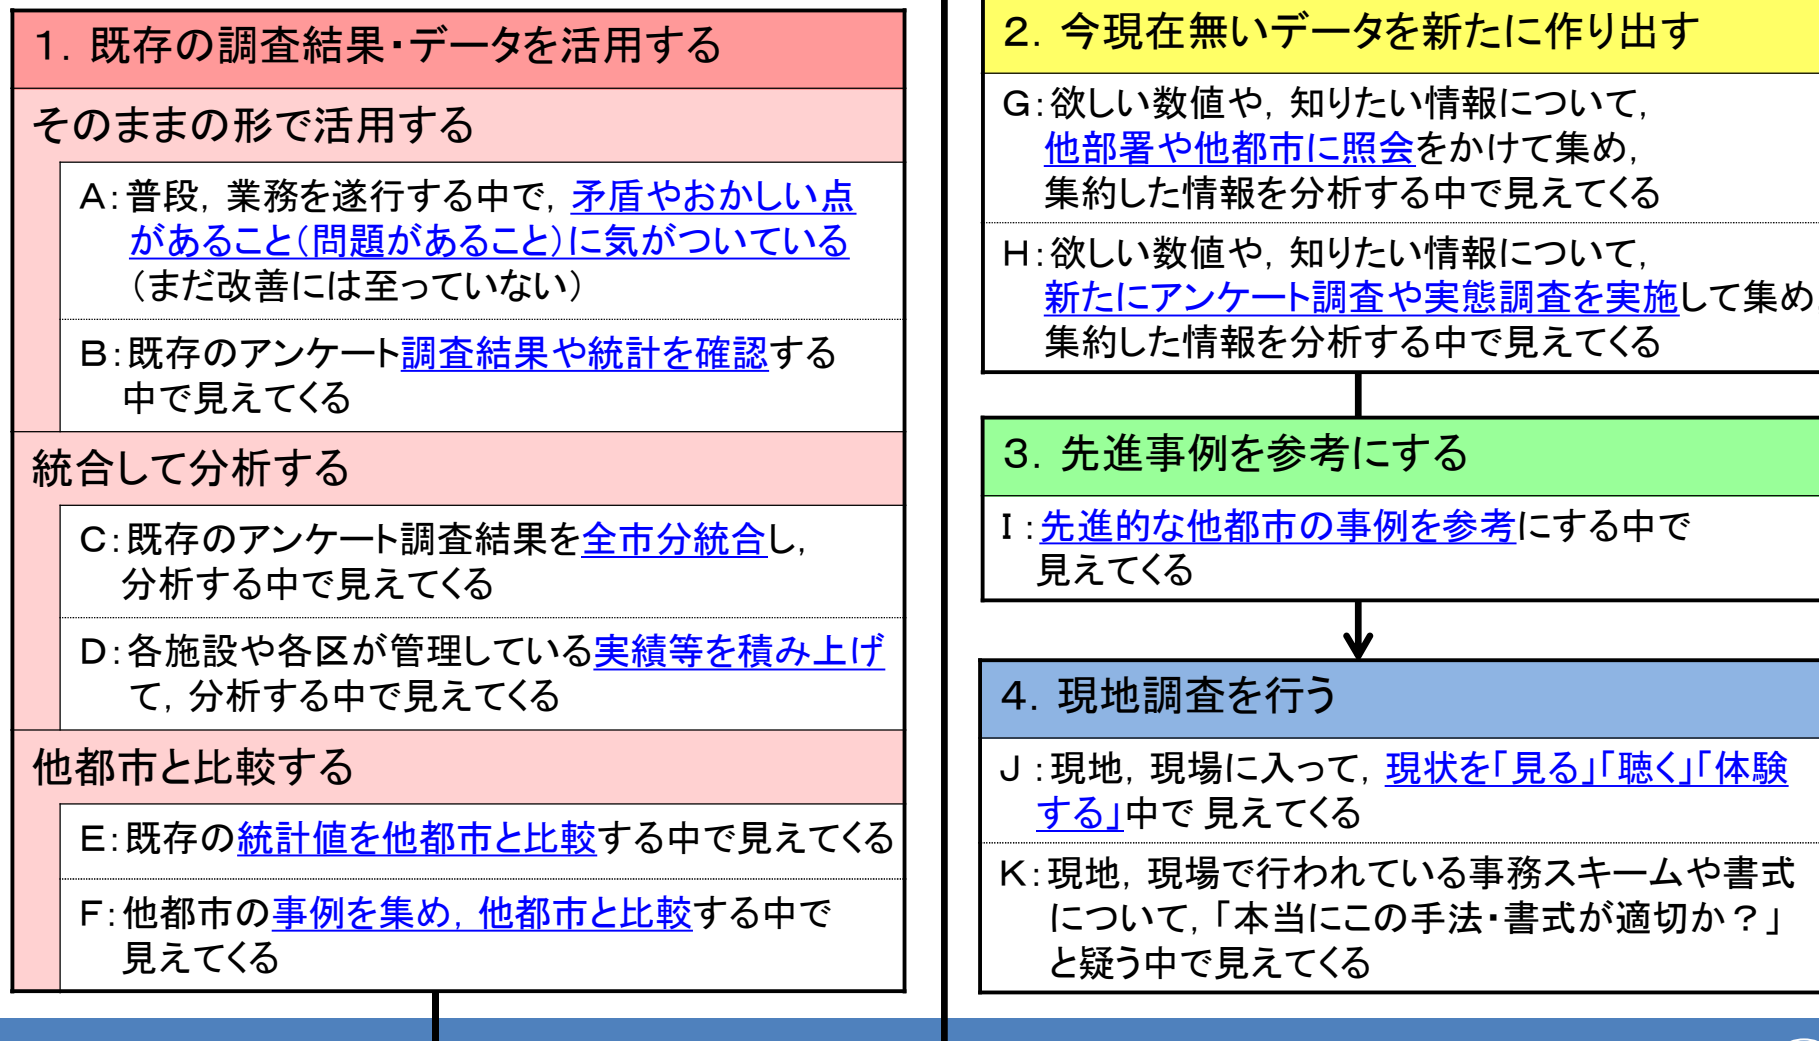 １．既存の調査結果・データを活用する
そのままの形で活用する
Ａ：普段，業務を遂行する中で，矛盾やおかしい点
があること（問題があること）に気がついている
（まだ改善には至っていない）
Ｂ：既存のアンケート調査結果や統計を確認する
中で見えてくる
統合して分析する
Ｃ：既存のアンケート調査結果を全市分統合し，
分析する中で見えてくる
Ｄ：各施設や各区が管理している実績等を積み上げ
て，分析する中で見えてくる
他都市と比較する
Ｅ：既存の統計値を他都市と比較する中で見えてくる
Ｆ：他都市の事例を集め，他都市と比較する中で
見えてくる
２．今現在無いデータを新たに作り出す
Ｇ：欲しい数値や，知りたい情報について，
他部署や他都市に照会をかけて集め，
集約した情報を分析する中で見えてくる
Ｈ：欲しい数値や，知りたい情報について，
新たにアンケート調査や実態調査を実施して集め
集約した情報を分析する中で見えてくる
３．先進事例を参考にする
Ｉ：先進的な他都市の事例を参考にする中で
見えてくる
４．現地調査を行う
Ｊ：現地，現場に入って，現状を「見る」「聴く」「体験
する」中で 見えてくる
Ｋ：現地，現場で行われている事務スキームや書式
について，「本当にこの手法・書式が適切か？」
と疑う中で見えてくる